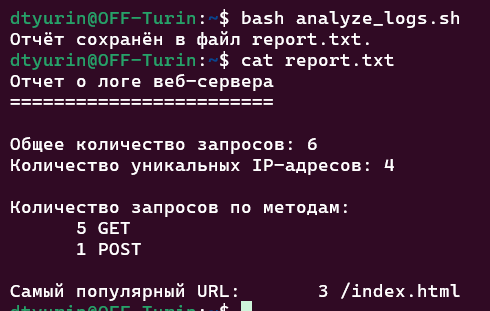 dtyurin@OFF-Turin:~$ bash analyze_logs.sh
Отчёт сохранён в файл report.txt.
dtyurin@OFF-Turin:~$ cat report.txt
Отчет о логе веб-сервера
========================
Общее количество запросов: 6
Количество уникальных IP-адресов: 4
Количество запросов по методам:
      5 GET
      1 POST
Самый популярный URL:       3 /index.html
dtyurin@OFF-Turin:~$